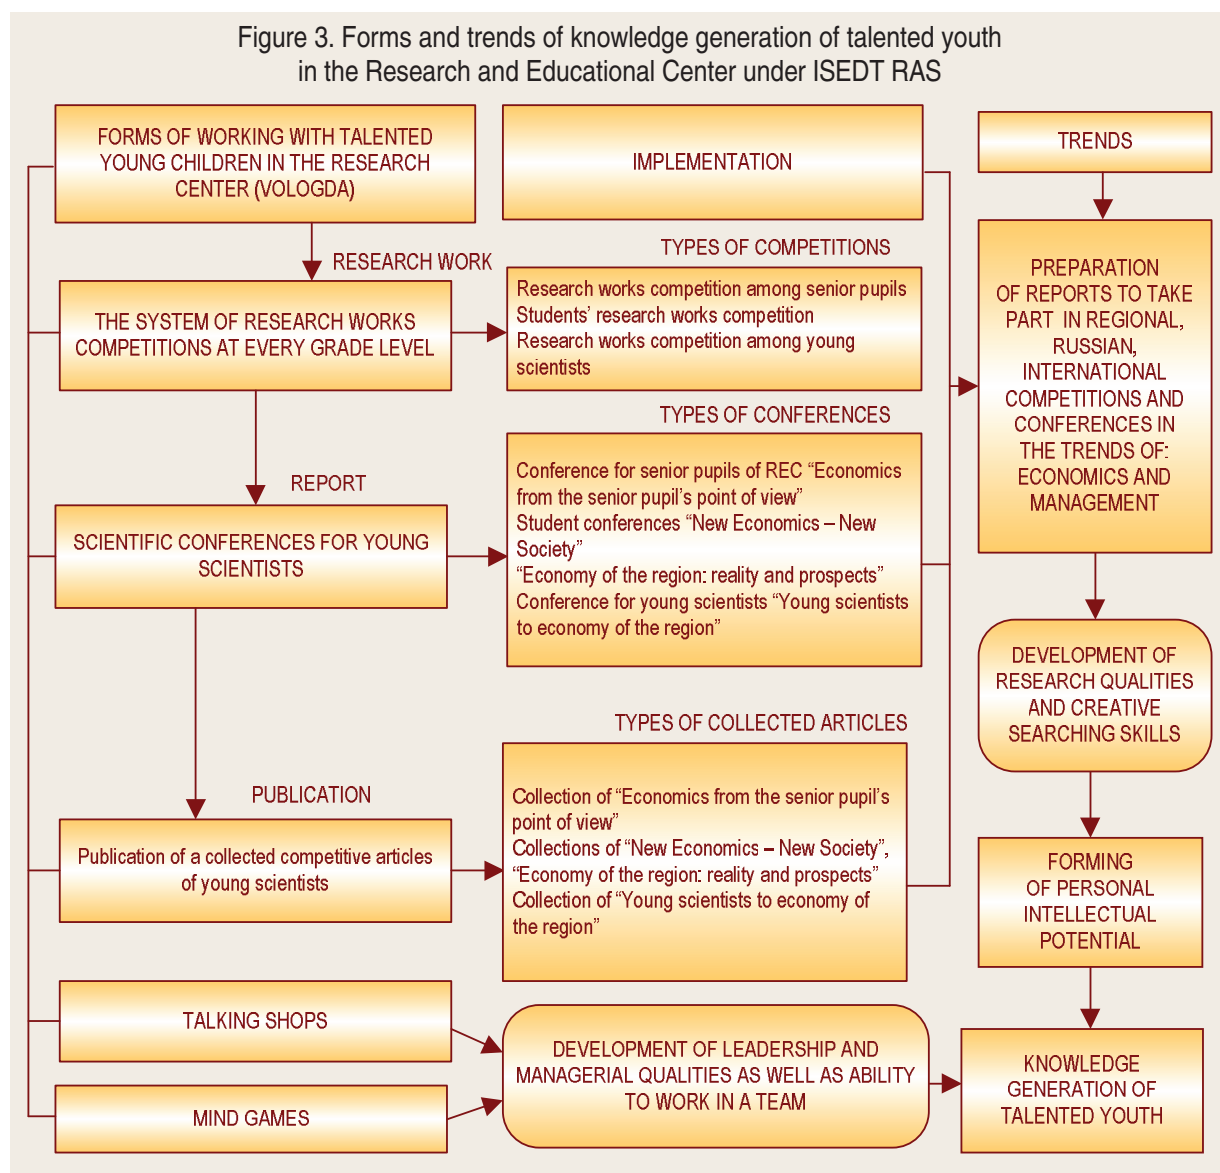 Figure 3. Forms and trends of knowledge generation of talented youth
in the Research and Educational Center under ISEDT RAS
FORMS OF WORKING WITH TALENTED
YOUNG CHILDREN IN THE RESEARCH
CENTER (VOLOGDA)
IMPLEMENTATION
TRENDS
RESEARCH WORK
TYPES OF COMPETITIONS
THE SYSTEM OF RESEARCH WORKS
COMPETITIONS AT EVERY GRADE LEVEL
Research works competition among senior pupils
Students’ research works competition
Research works competition among young
scientists
PREPARATION
OF REPORTS TO TAKE
PART IN REGIONAL,
RUSSIAN,
INTERNATIONAL
COMPETITIONS AND
CONFERENCES IN
THE TRENDS OF:
ECONOMICS AND
MANAGEMENT
REPORT
TYPES OF CONFERENCES
SCIENTIFIC CONFERENCES FOR YOUNG
SCIENTISTS
Conference for senior pupils of REC “Economics
from the senior pupil’s point of view”
Student conferences “New Economics – New
Society”
“Economy of the region: reality and prospects”
Conference for young scientists “Young scientists
to economy of the region”
DEVELOPMENT OF
RESEARCH QUALITIES
AND CREATIVE
SEARCHING SKILLS
PUBLICATION
TYPES OF COLLECTED ARTICLES
Publication of a collected competitive articles
of young scientists
Collection of “Economics from the senior pupil’s
point of view”
Collections of “New Economics – New Society”,
“Economy of the region: reality and prospects”
Collection of “Young scientists to economy of
the region”
FORMING
OF PERSONAL
INTELLECTUAL
POTENTIAL
TALKING SHOPS
MIND GAMES
DEVELOPMENT OF LEADERSHIP AND
MANAGERIAL QUALITIES AS WELL AS ABILITY
TO WORK IN A TEAM
KNOWLEDGE
GENERATION OF
TALENTED YOUTH